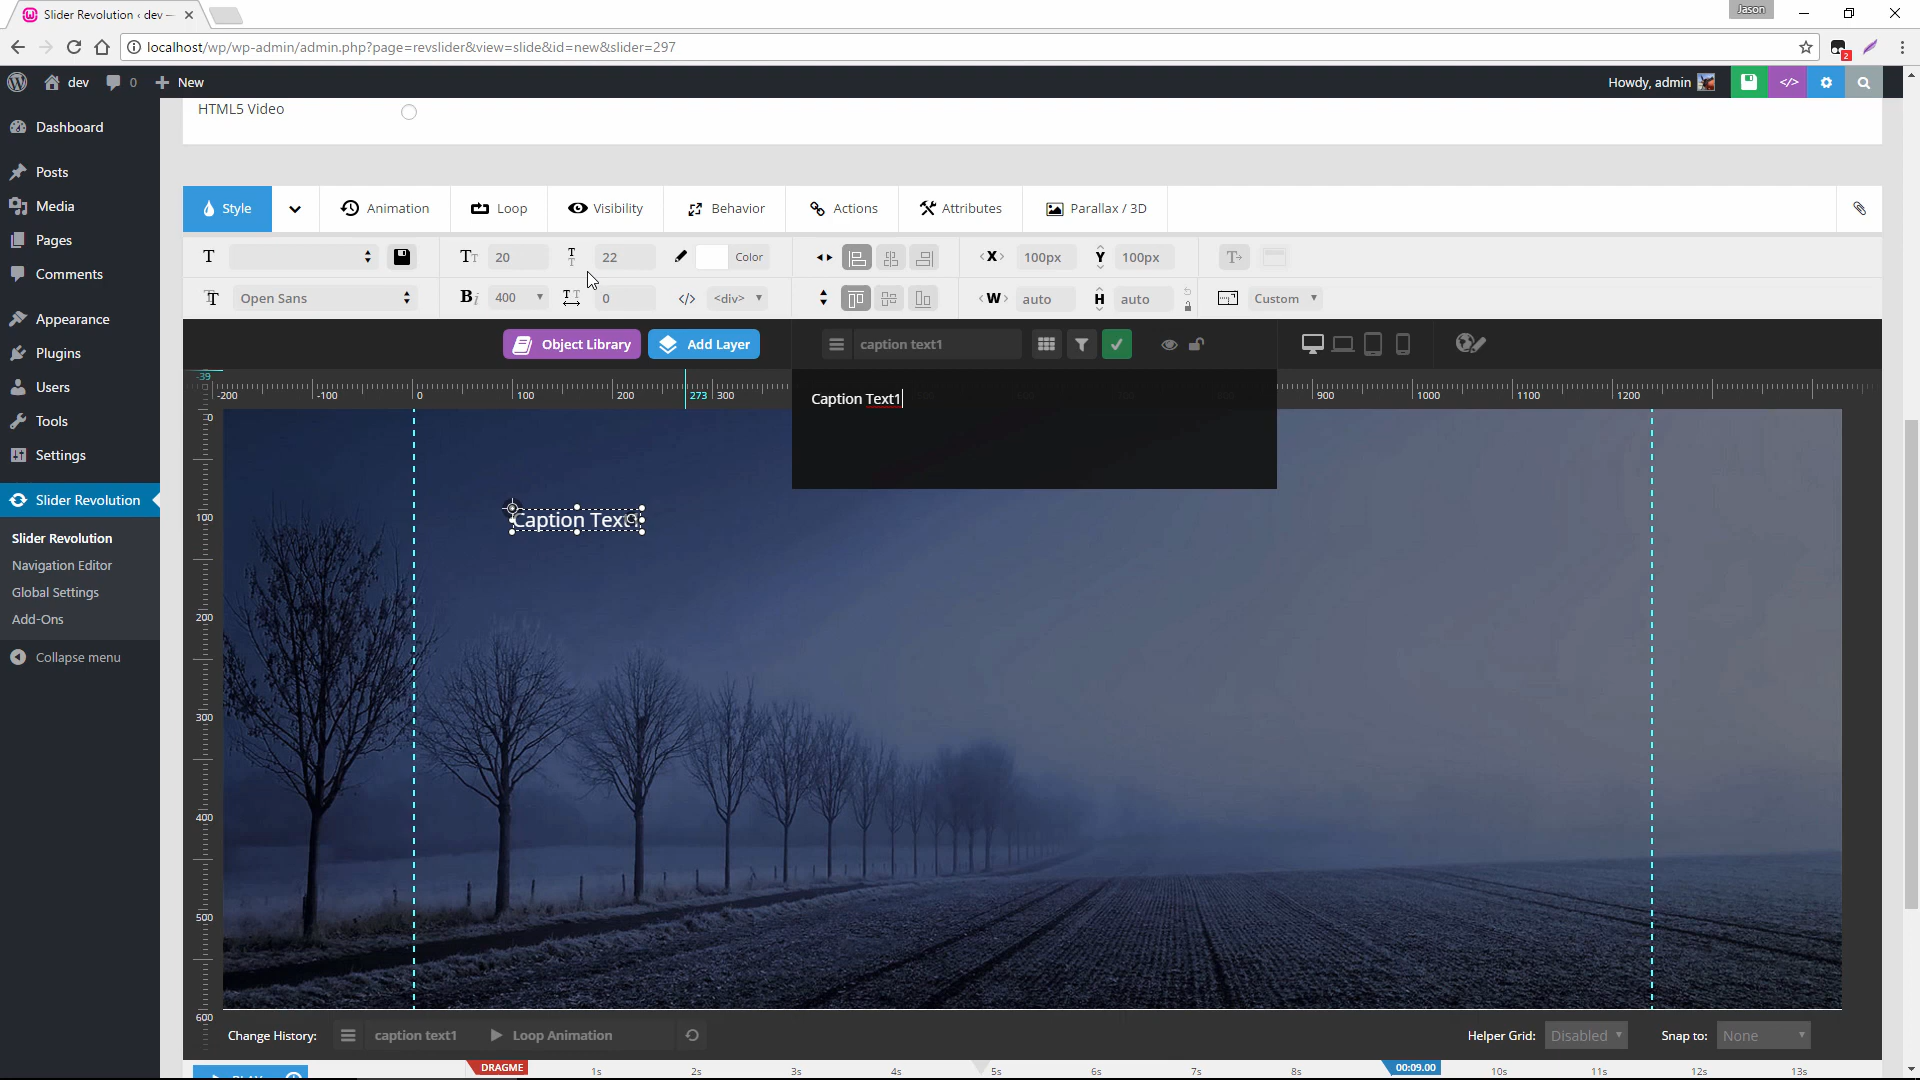 Slider Revolution ‹ dev —
Jason
localhost/wp/wp-admin/admin.php?page=revslider&view=slide&id=new&slider=297
2
dev
0
New
Howdy, admin
</>
Dashboard
Posts
Media
Pages
Comments
Appearance
Plugins
Users
Tools
Settings
Slider Revolution
Slider Revolution
Navigation Editor
Global Settings
Add-Ons
Collapse menu
HTML5 Video
Style
Animation
Loop
Visibility
Behavior
Actions
Attributes
Parallax / 3D
20
22
Color
X
100px
Y
100px
Open Sans
400
0
</>
<div>
W
auto
H
auto
Custom
Object Library
Add Layer
caption text1
-39
-200
-100
0
100
200
273
300
900
1000
1100
1200
Caption Text1
0
100
200
300
400
500
600
Caption Text1
Change History:
caption text1
Loop Animation
Helper Grid:
Disabled
Snap to:
None
DRAGME
1s
2s
3s
4s
5s
6s
7s
8s
00:09.00
10s
11s
12s
13s